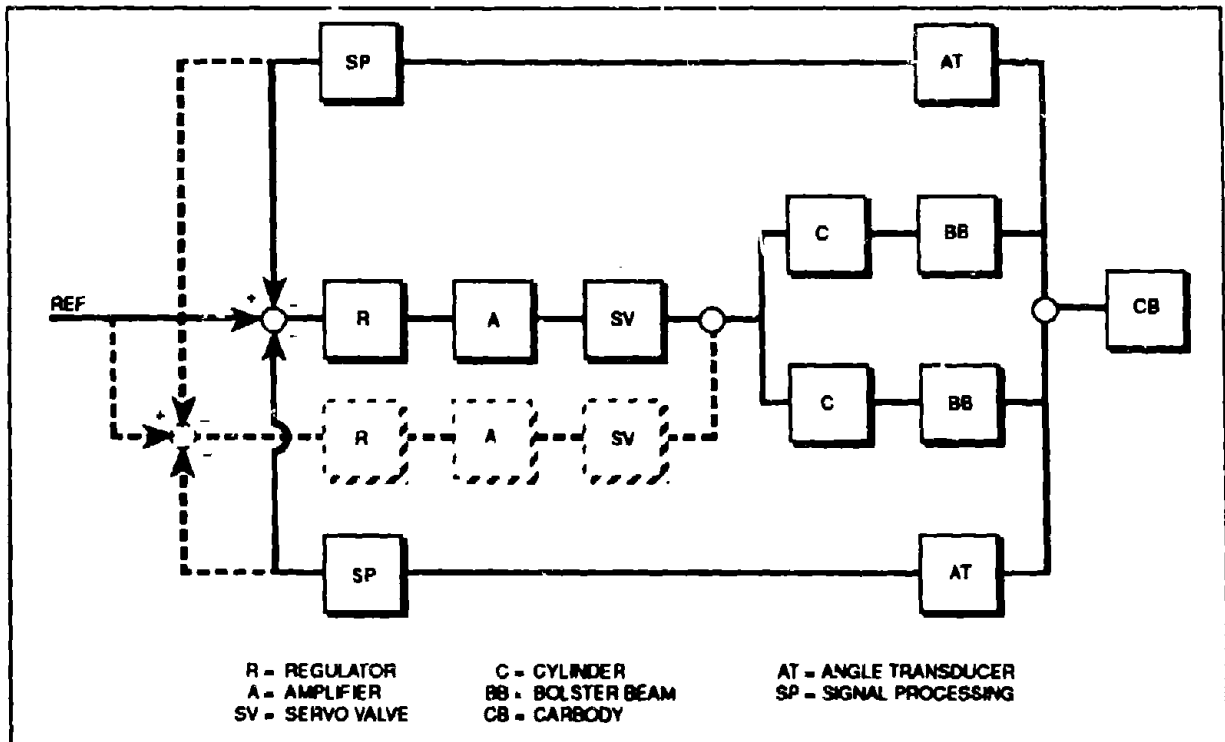 SP
AT
C
BB
REF
+
-
R
A
SV
CB
-
+
-
R
A
SV
C
BB
-
SP
AT
R = REGULATOR
A = AMPLIFIER
SV = SERVO VALVE
C = CYLINDER
BB = BOLSTER BEAM
CB = CARBODY
AT = ANGLE TRANSDUCER
SP = SIGNAL PROCESSING